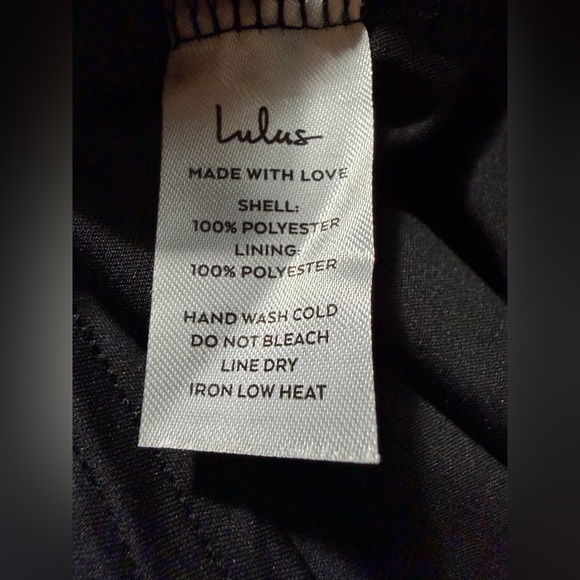 Lulus
MADE WITH LOVE
SHELL:
100% POLYESTER
LINING:
100% POLYESTER
HAND WASH COLD
DO NOT BLEACH
LINE DRY
IRON LOW HEAT